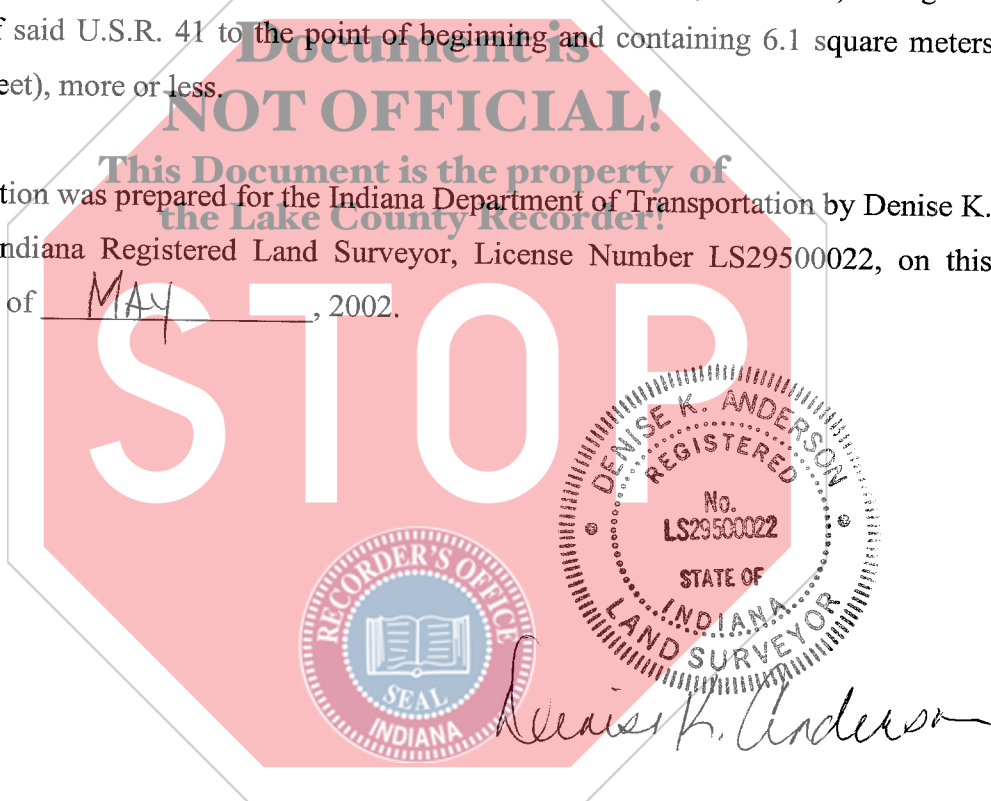 f said U.S.R. 41 to the point of beginning and containing 6.1 square meters
eet), more or less.
Document is
NOT OFFICIAL!
This Document is the property of
the Lake County Recorder!
tion was prepared for the Indiana Department of Transportation by Denise K.
ndiana Registered Land Surveyor, License Number LS29500022, on this
of MAY, 2002.
STOP
DENISE K. ANDERSON
REGISTERED
No.
LS29500022
STATE OF
INDIANA
LAND SURVEYOR
RECORDER'S OFFICE
SEAL
INDIANA
Denise K. Anderson